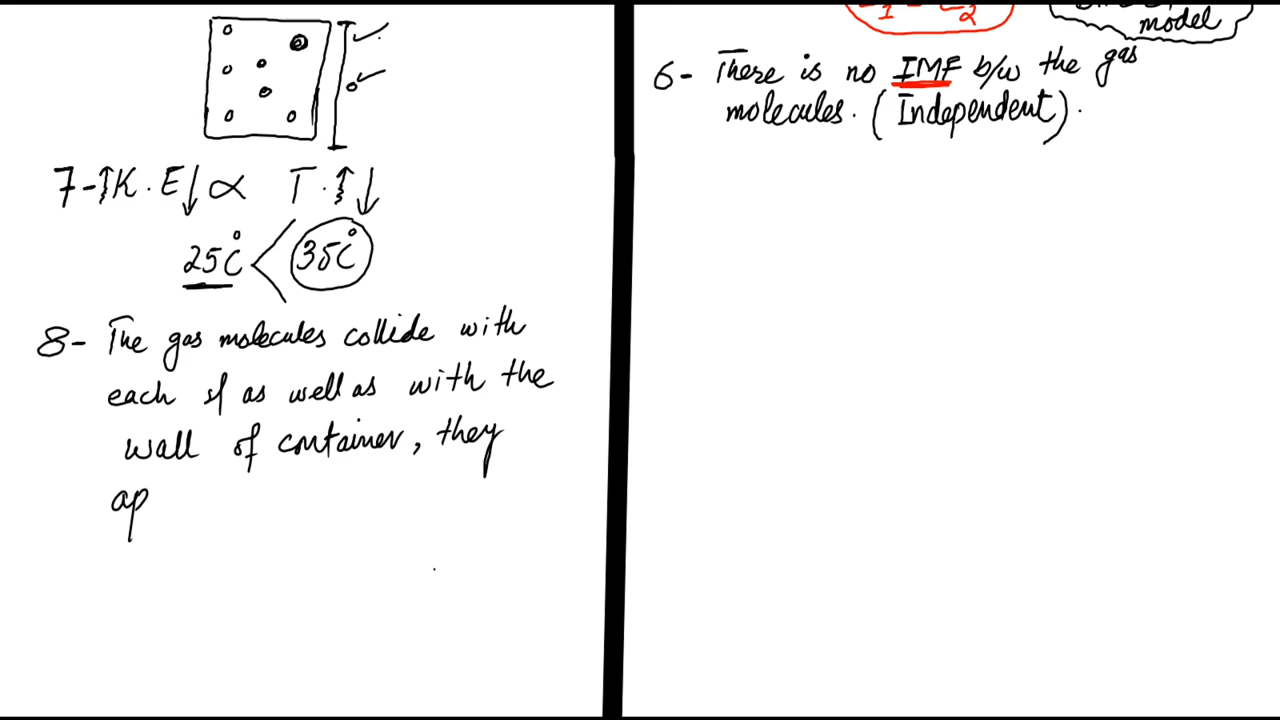 7- ↑K.E↓ ∝ T.↑↓
25°C < 35°C
8- The gas molecules collide with
each of as well as with the
wall of container, they
ap
model
6- There is no IMF b/w the gas
molecules. (Independent).